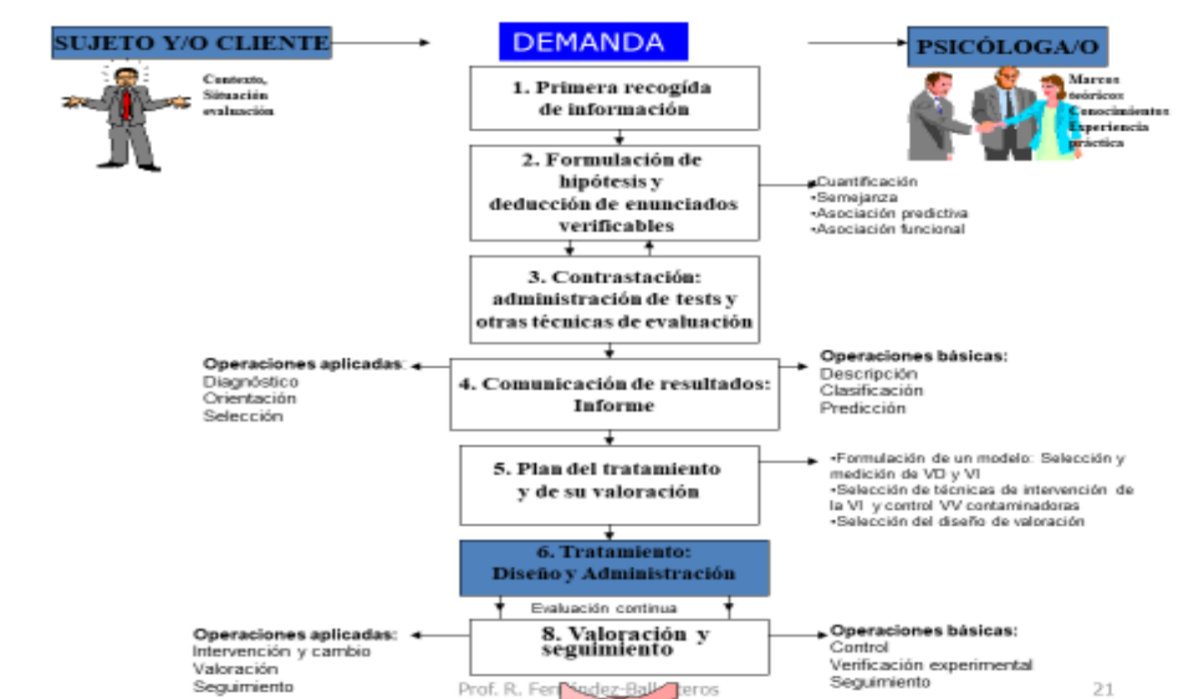 SUJETO Y/O CLIENTE
DEMANDA
PSICÓLOGA/O
Contexto,
Situación
evaluación
Marcos
teóricos
Conocimientos
Experiencia
práctica
1. Primera recogida
de información
2. Formulación de
hipótesis y
deducción de enunciados
verificables
•Cuantificación
•Semejanza
•Asociación predictiva
•Asociación funcional
3. Contrastación:
administración de tests y
otras técnicas de evaluación
Operaciones aplicadas:
Diagnóstico
Orientación
Selección
4. Comunicación de resultados:
Informe
Operaciones básicas:
Descripción
Clasificación
Predicción
5. Plan del tratamiento
y de su valoración
•Formulación de un modelo: Selección y
medición de VD y VI
•Selección de técnicas de intervención de
la VI y control VV contaminadoras
•Selección del diseño de valoración
6. Tratamiento:
Diseño y Administración
Evaluación continua
Operaciones aplicadas:
Intervención y cambio
Valoración
Seguimiento
8. Valoración y
seguimiento
Operaciones básicas:
Control
Verificación experimental
Seguimiento
Prof. R. Fernández-Ballesteros
21